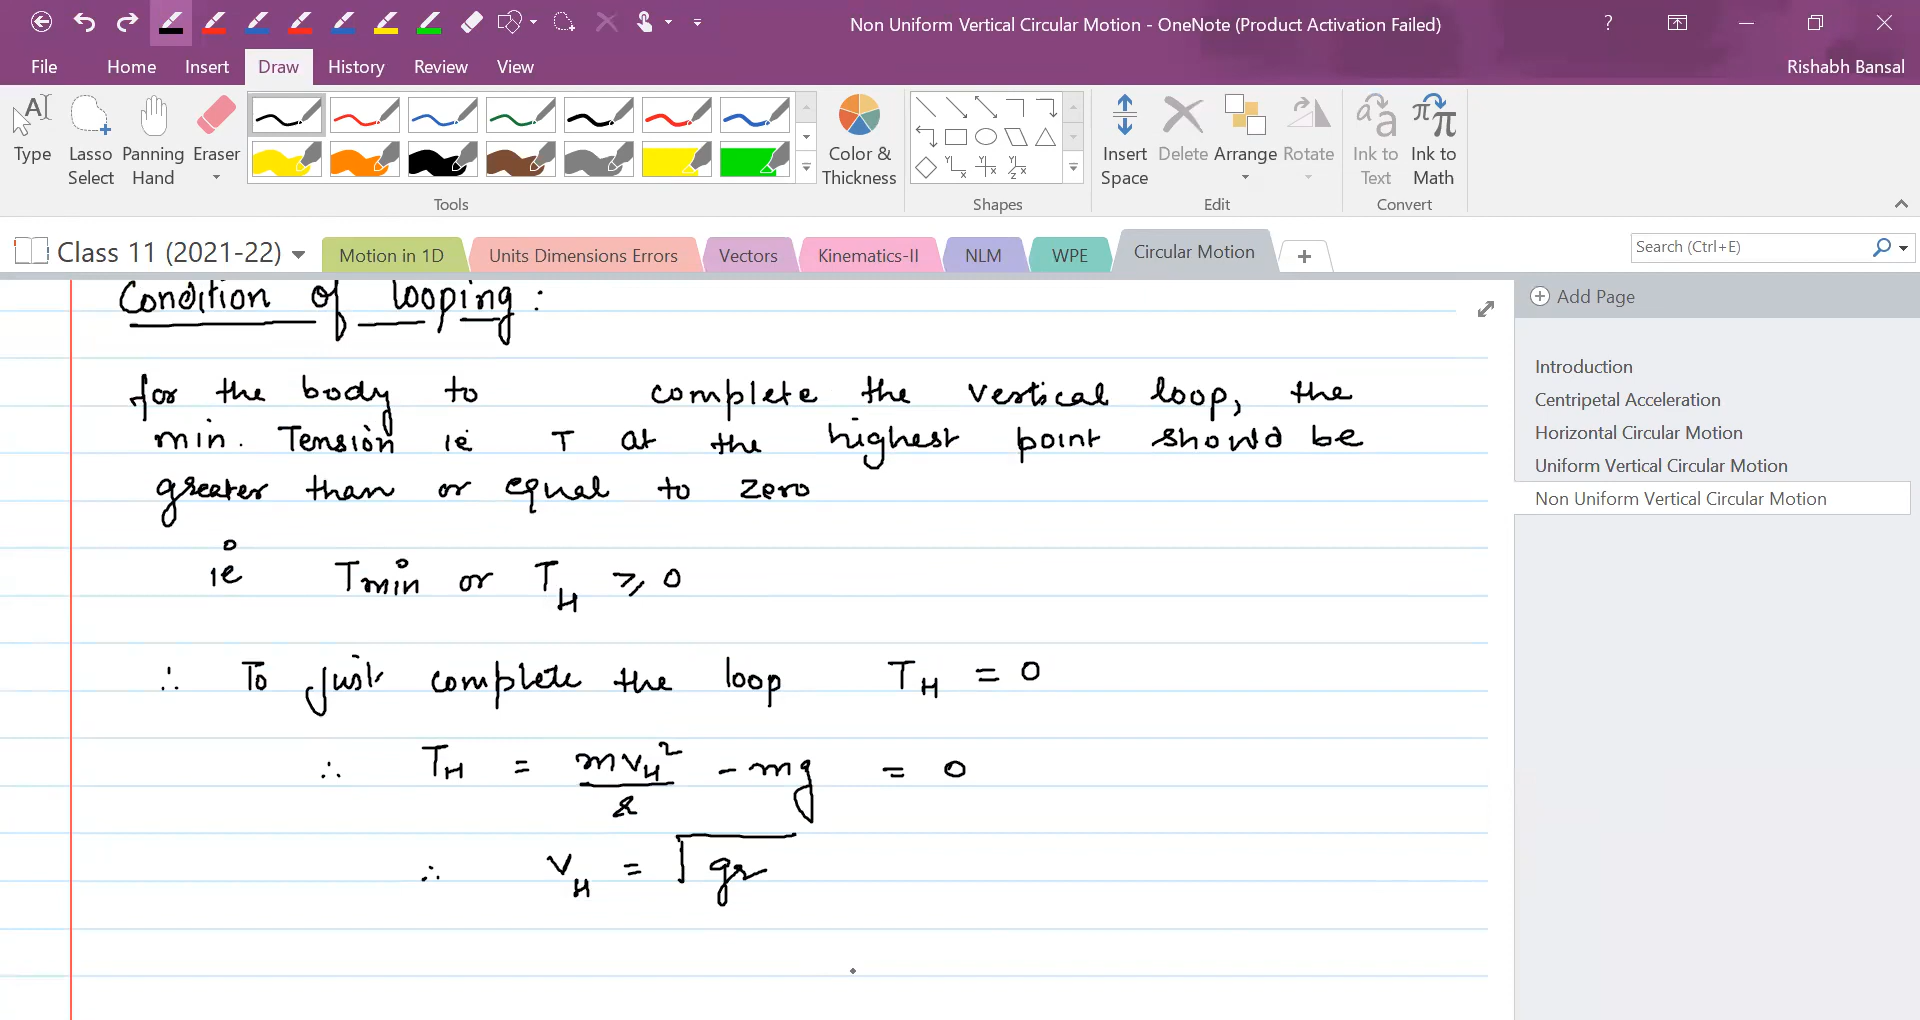 Non Uniform Vertical Circular Motion - OneNote (Product Activation Failed)
?
File Home Insert Draw History Review View
Rishabh Bansal
Type
Lasso Select
Panning Hand
Eraser
Color & Thickness
Insert Space
Delete
Arrange
Rotate
Ink to Text
Ink to Math
Tools
Shapes
Edit
Convert
Class 11 (2021-22)
Motion in 1D
Units Dimensions Errors
Vectors
Kinematics-II
NLM
WPE
Circular Motion
Search (Ctrl+E)
Add Page
Introduction
Centripetal Acceleration
Horizontal Circular Motion
Uniform Vertical Circular Motion
Non Uniform Vertical Circular Motion
Condition of looping :
for the body to complete the vertical loop, the
min. Tension ie T at the highest point should be
greater than or equal to zero
ie Tmin or T_H ⩾ 0
∴ To just complete the loop T_H = 0
∴ T_H = mv_H²/r - mg = 0
∴ v_H = √gr